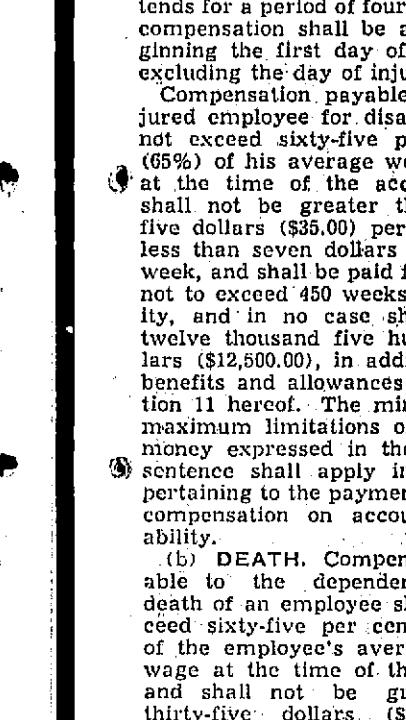 tends for a period of four
compensation shall be a
ginning the first day of
excluding the day of inju
Compensation payable
jured employee for disa
not exceed sixty-five p
(65%) of his average we
at the time of the acc
shall not be greater t
five dollars ($35.00) per
less than seven dollars
week, and shall be paid f
not to exceed 450 weeks
ity, and in no case sh
twelve thousand five hu
lars ($12,500.00), in add
benefits and allowances
tion 11 hereof. The mi
maximum limitations o
money expressed in the
sentence shall apply i
pertaining to the paymen
compensation on accou
ability.
(b) DEATH. Compen
able to the depende
death of an employee s
ceed sixty-five per cen
of the employee's aver
wage at the time of th
and shall not be g
thirty-five dollars ($